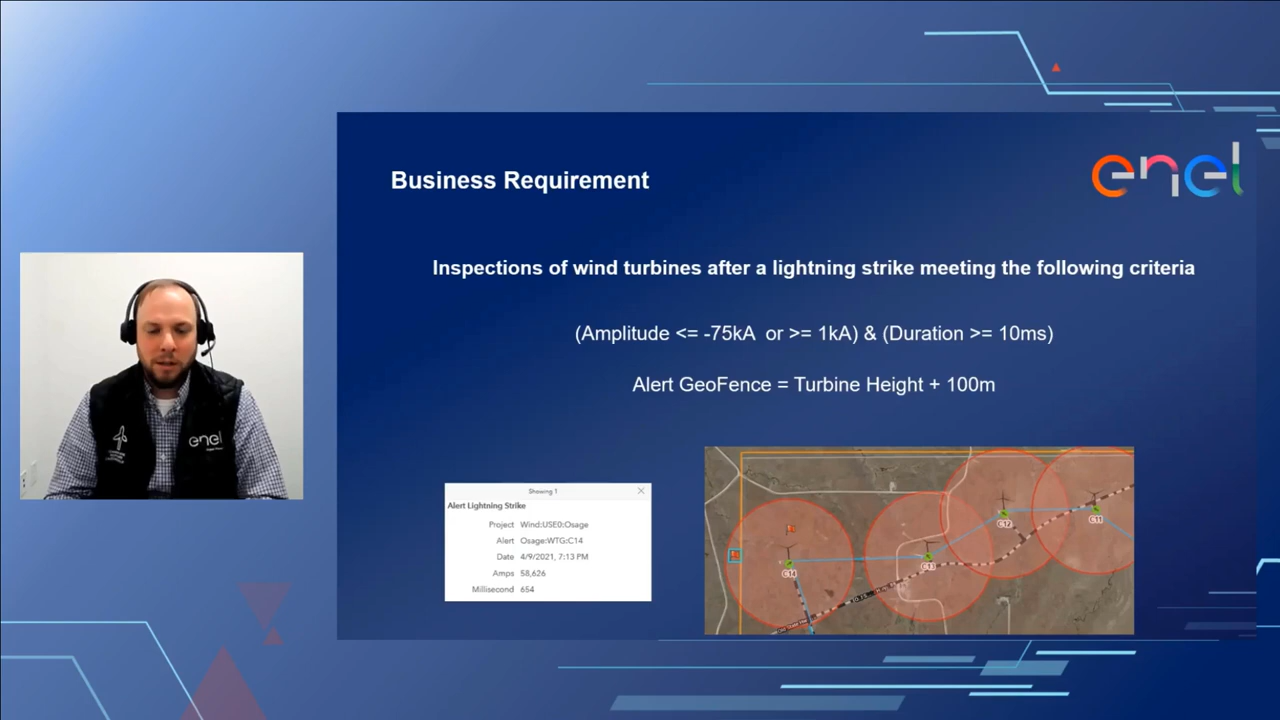 enel
Business Requirement
Inspections of wind turbines after a lightning strike meeting the following criteria
(Amplitude <= -75kA or >= 1kA) & (Duration >= 10ms)
Alert GeoFence = Turbine Height + 100m
enel
Showing 1
Alert Lightning Strike
Project Wind:USE0:Osage
Alert Osage:WTG:C14
Date 4/9/2021, 7:13 PM
Amps 58,626
Millisecond 654
C12
C11
C13
C14